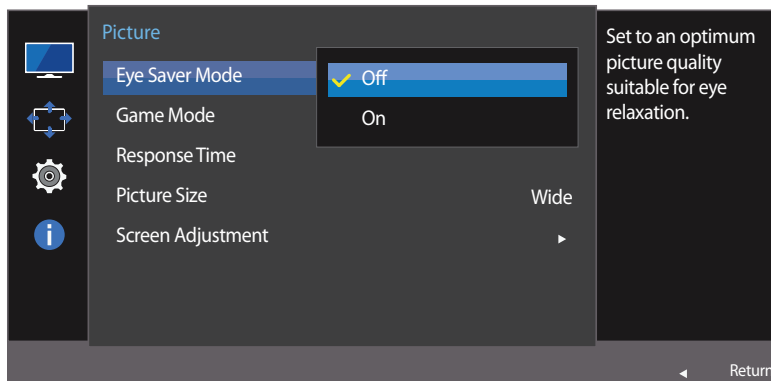 Picture
Eye Saver Mode
Off
Game Mode
On
Response Time
Picture Size
Wide
Screen Adjustment
Set to an optimum
picture quality
suitable for eye
relaxation.
Return